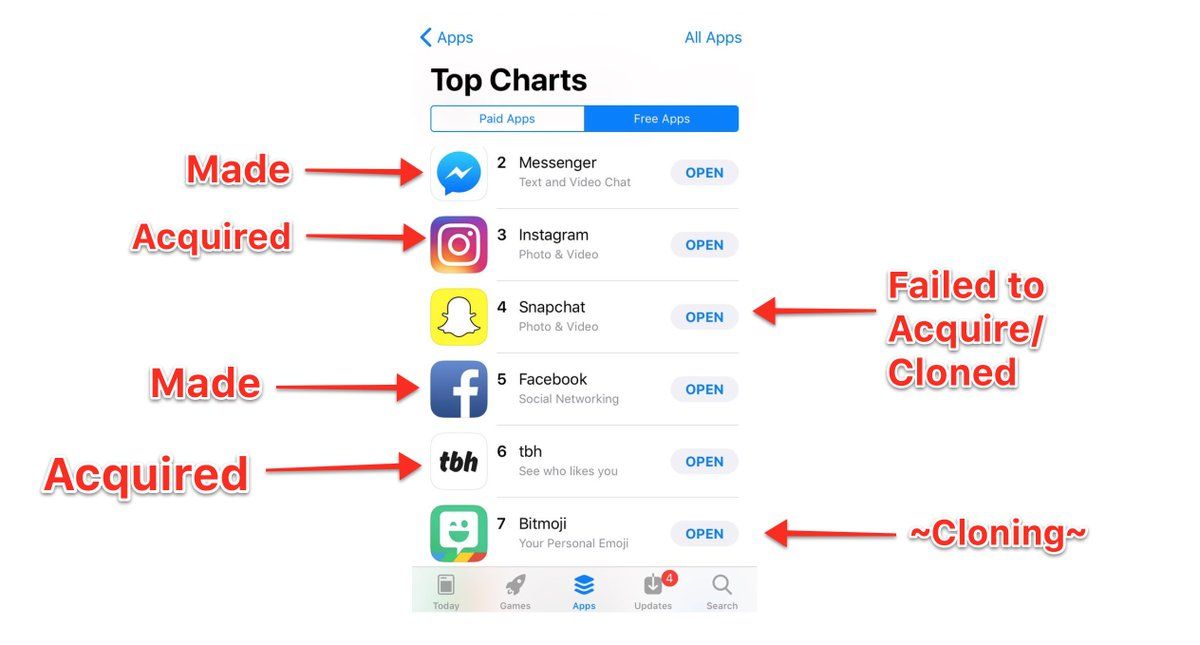 Apps
All Apps
Top Charts
Paid Apps
Free Apps
Made
2 Messenger
Text and Video Chat
OPEN
Acquired
3 Instagram
Photo & Video
OPEN
4 Snapchat
Photo & Video
OPEN
Failed to
Acquire/
Cloned
Made
5 Facebook
Social Networking
OPEN
Acquired
tbh
6 tbh
See who likes you
OPEN
7 Bitmoji
Your Personal Emoji
OPEN
~Cloning~
4
Today
Games
Apps
Updates
Search